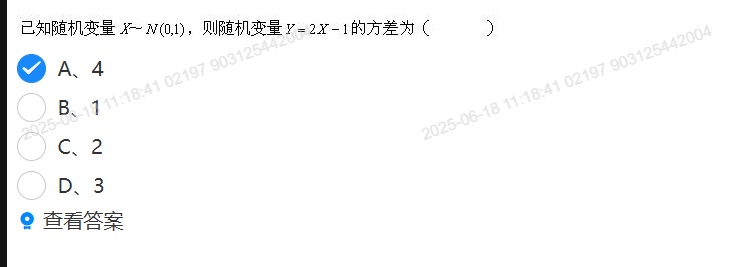 已知随机变量 X~ N(0,1)，则随机变量Y=2X-1的方差为（ ）
A、4
B、1
C、2
D、3
查看答案
2025-06-18 11:18:41 02197 903125442004
2025-06-18 11:18:41 02197 903125442004